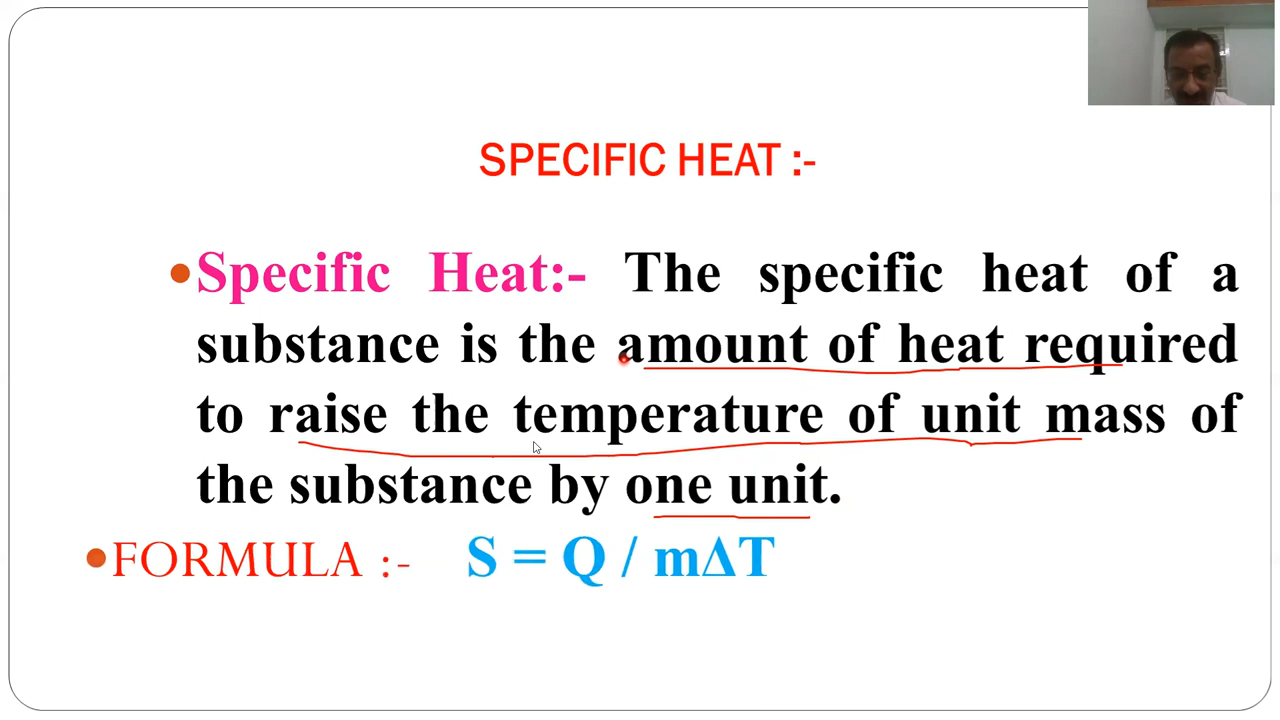 SPECIFIC HEAT :-
•Specific Heat:- The specific heat of a
substance is the amount of heat required
to raise the temperature of unit mass of
the substance by one unit.
•FORMULA :- S = Q / mΔT